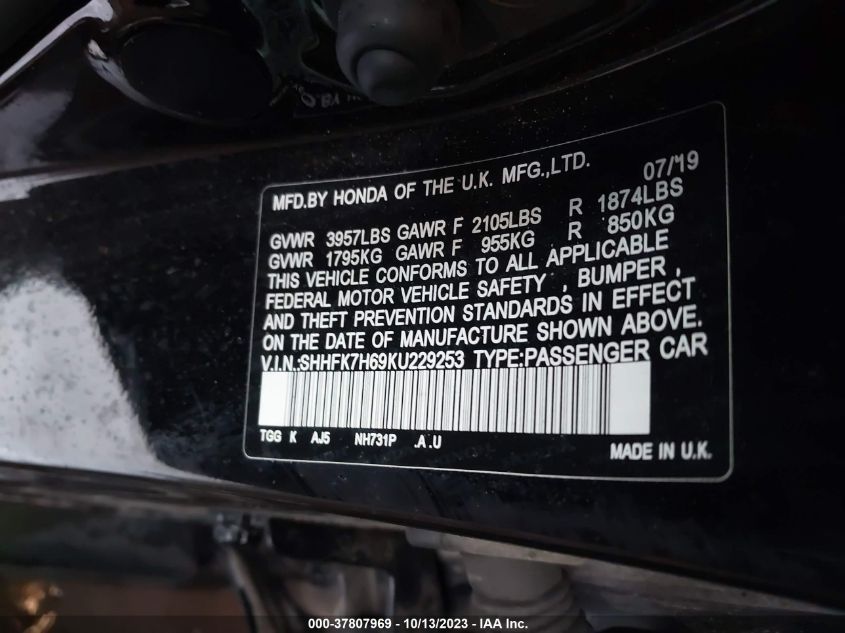 MFD.BY HONDA OF THE U.K. MFG.,LTD. 07/19
GVWR 3957LBS GAWR F 2105LBS R 1874LBS
GVWR 1795KG GAWR F 955KG R 850KG
THIS VEHICLE CONFORMS TO ALL APPLICABLE
FEDERAL MOTOR VEHICLE SAFETY , BUMPER ,
AND THEFT PREVENTION STANDARDS IN EFFECT
ON THE DATE OF MANUFACTURE SHOWN ABOVE.
V.I.N.:SHHFK7H69KU229253 TYPE:PASSENGER CAR
TGG K AJ5 NH731P .A .U
MADE IN U.K.
000-37807969 - 10/13/2023 - IAA Inc.